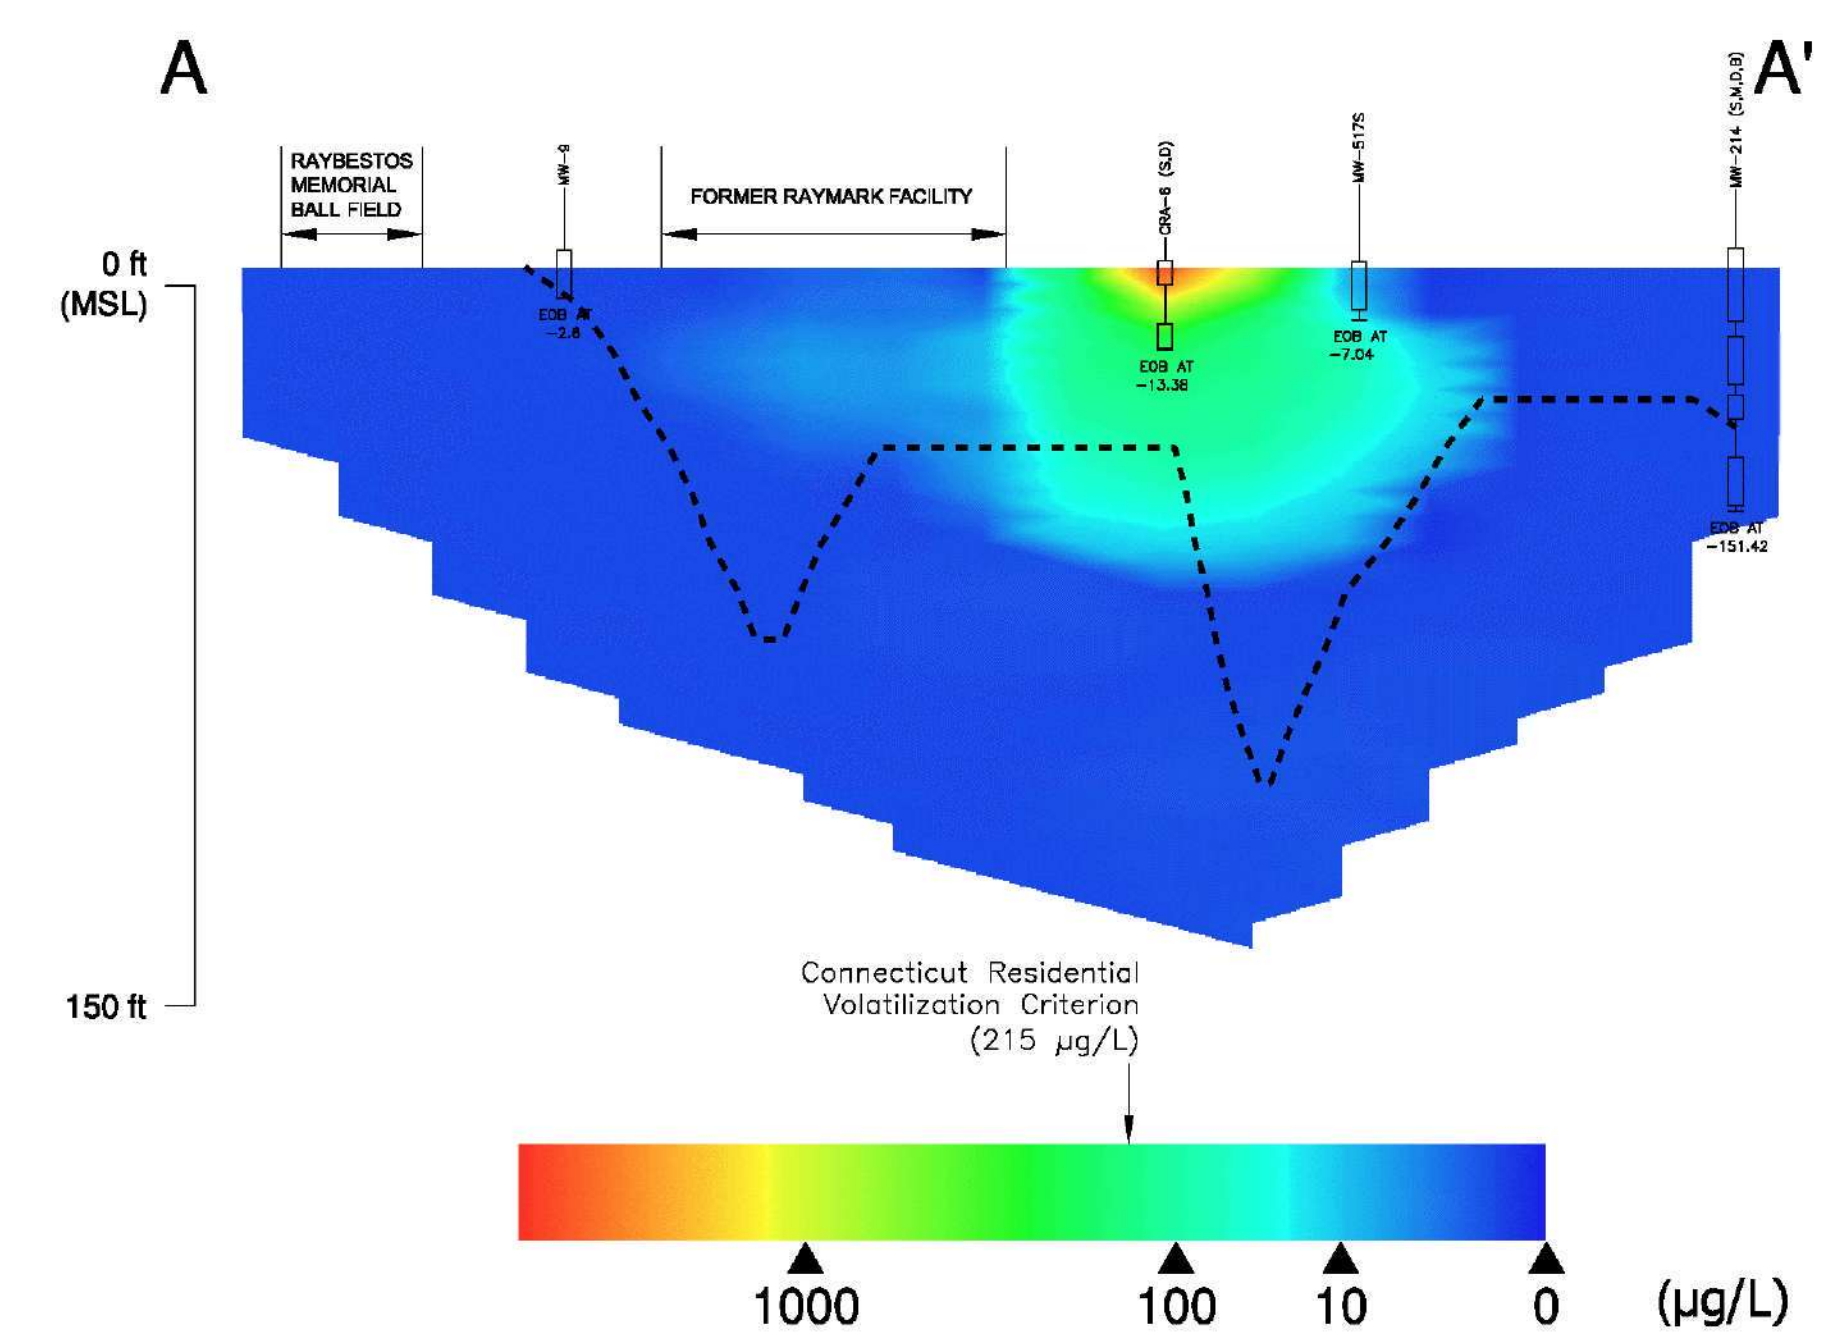 A
A'
RAYBESTOS
MEMORIAL
BALL FIELD
MW-9
FORMER RAYMARK FACILITY
CRA-6 (S,D)
MW-517S
MW-214 (S,M,D,B)
0 ft
(MSL)
EOB AT
-2.6
EOB AT
-13.38
EOB AT
-7.04
EOB AT
-151.42
150 ft
Connecticut Residential
Volatilization Criterion
(215 µg/L)
1000
100
10
0
(µg/L)